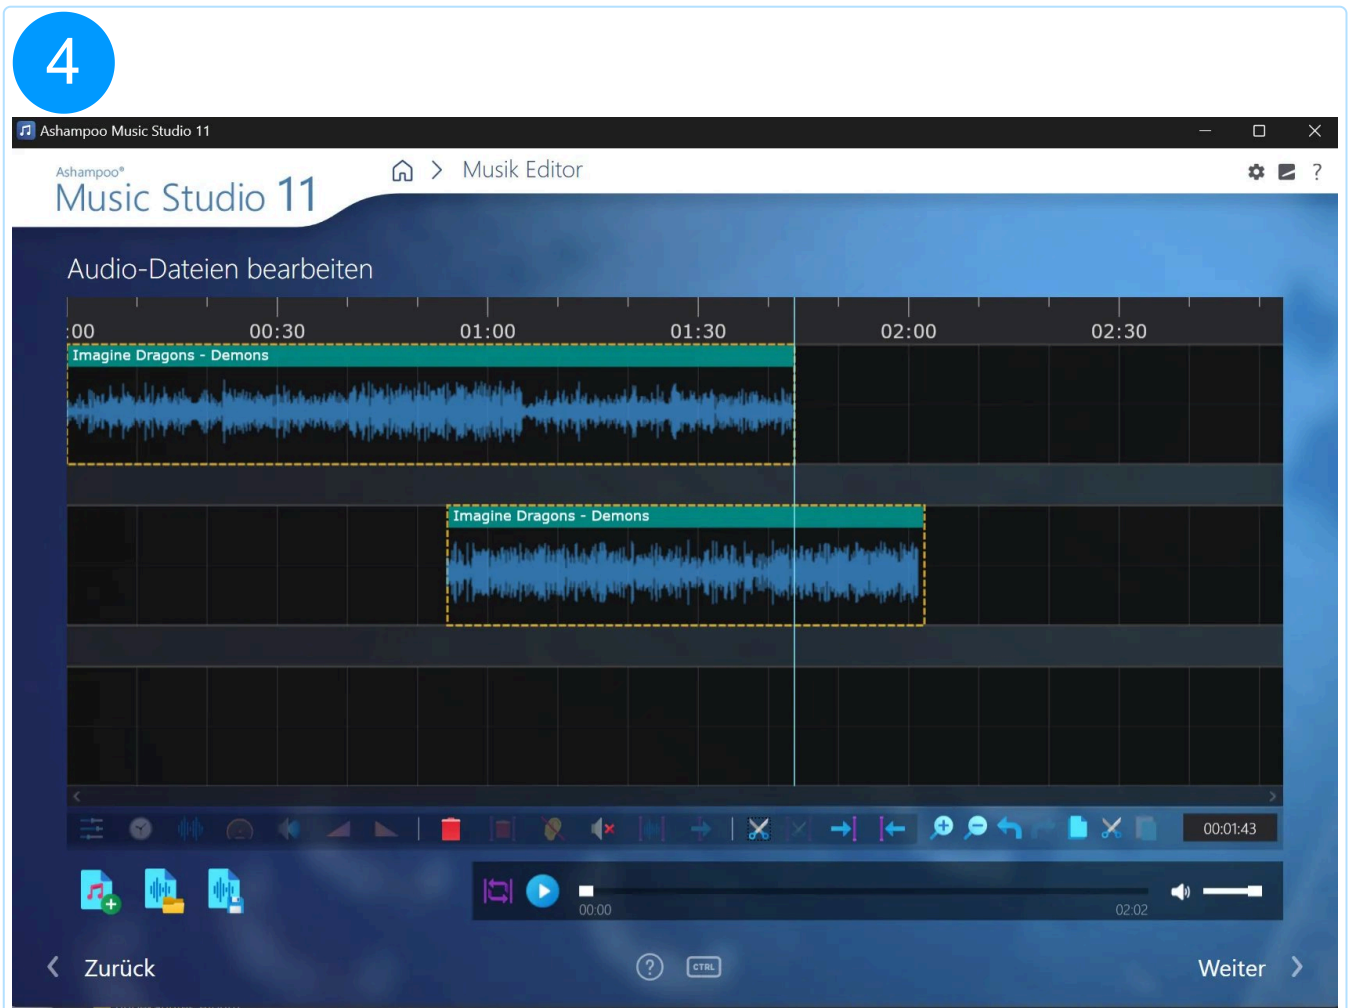 4
Ashampoo Music Studio 11
Ashampoo®
Music Studio 11
Musik Editor
?
Audio-Dateien bearbeiten
:00 00:30 01:00 01:30 02:00 02:30
Imagine Dragons - Demons
Imagine Dragons - Demons
00:01:43
00:00
02:02
Zurück
?
CTRL
Weiter